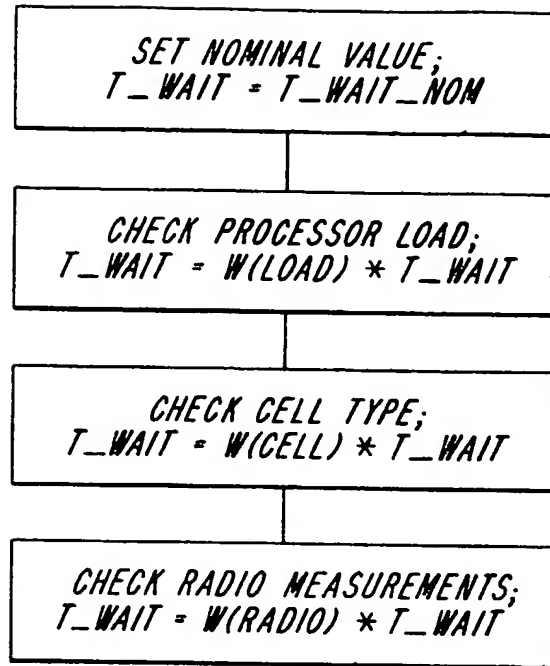 SET NOMINAL VALUE;
T_WAIT = T_WAIT_NOM
CHECK PROCESSOR LOAD;
T_WAIT = W(LOAD) * T_WAIT
CHECK CELL TYPE;
T_WAIT = W(CELL) * T_WAIT
CHECK RADIO MEASUREMENTS;
T_WAIT = W(RADIO) * T_WAIT